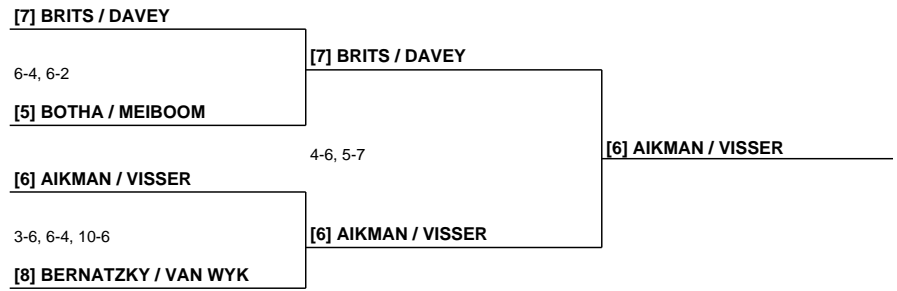 [7] BRITS / DAVEY
[7] BRITS / DAVEY
6-4, 6-2
[5] BOTHA / MEIBOOM
4-6, 5-7
[6] AIKMAN / VISSER
[6] AIKMAN / VISSER
3-6, 6-4, 10-6
[6] AIKMAN / VISSER
[8] BERNATZKY / VAN WYK